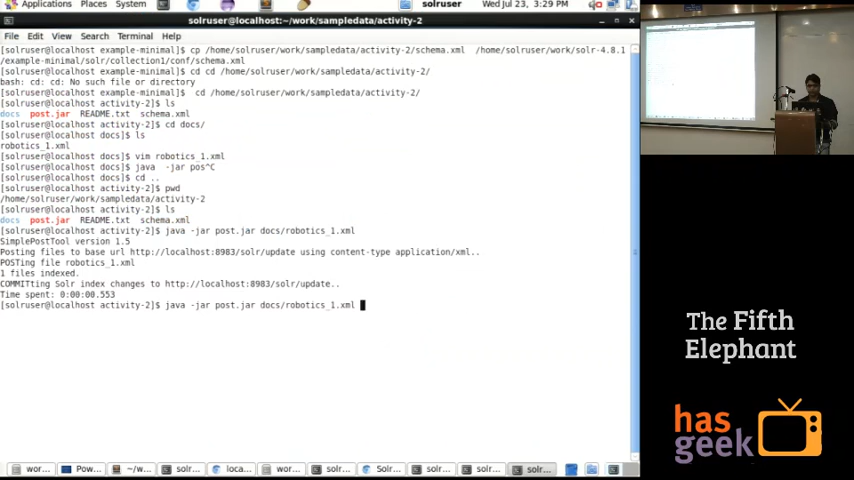 Applications Places System solruser Wed Jul 23, 3:29 PM
solruser@localhost:~/work/sampledata/activity-2
File Edit View Search Terminal Help
[solruser@localhost example-minimal]$ cp /home/solruser/work/sampledata/activity-2/schema.xml /home/solruser/work/solr-4.8.1
/example-minimal/solr/collection1/conf/schema.xml
[solruser@localhost example-minimal]$ cd cd /home/solruser/work/sampledata/activity-2/
bash: cd: cd: No such file or directory
[solruser@localhost example-minimal]$ cd /home/solruser/work/sampledata/activity-2/
[solruser@localhost activity-2]$ ls
docs post.jar README.txt schema.xml
[solruser@localhost activity-2]$ cd docs/
[solruser@localhost docs]$ ls
robotics_1.xml
[solruser@localhost docs]$ vim robotics_1.xml
[solruser@localhost docs]$ java -jar pos^C
[solruser@localhost docs]$ cd ..
[solruser@localhost activity-2]$ pwd
/home/solruser/work/sampledata/activity-2
[solruser@localhost activity-2]$ ls
docs post.jar README.txt schema.xml
[solruser@localhost activity-2]$ java -jar post.jar docs/robotics_1.xml
SimplePostTool version 1.5
Posting files to base url http://localhost:8983/solr/update using content-type application/xml..
POSTing file robotics_1.xml
1 files indexed.
COMMITting Solr index changes to http://localhost:8983/solr/update..
Time spent: 0:00:00.553
[solruser@localhost activity-2]$ java -jar post.jar docs/robotics_1.xml
wor... Pow... ~/w... solr... loca... wor... solr... Solr... solr... solr... solr...
The Fifth
Elephant
has
geek